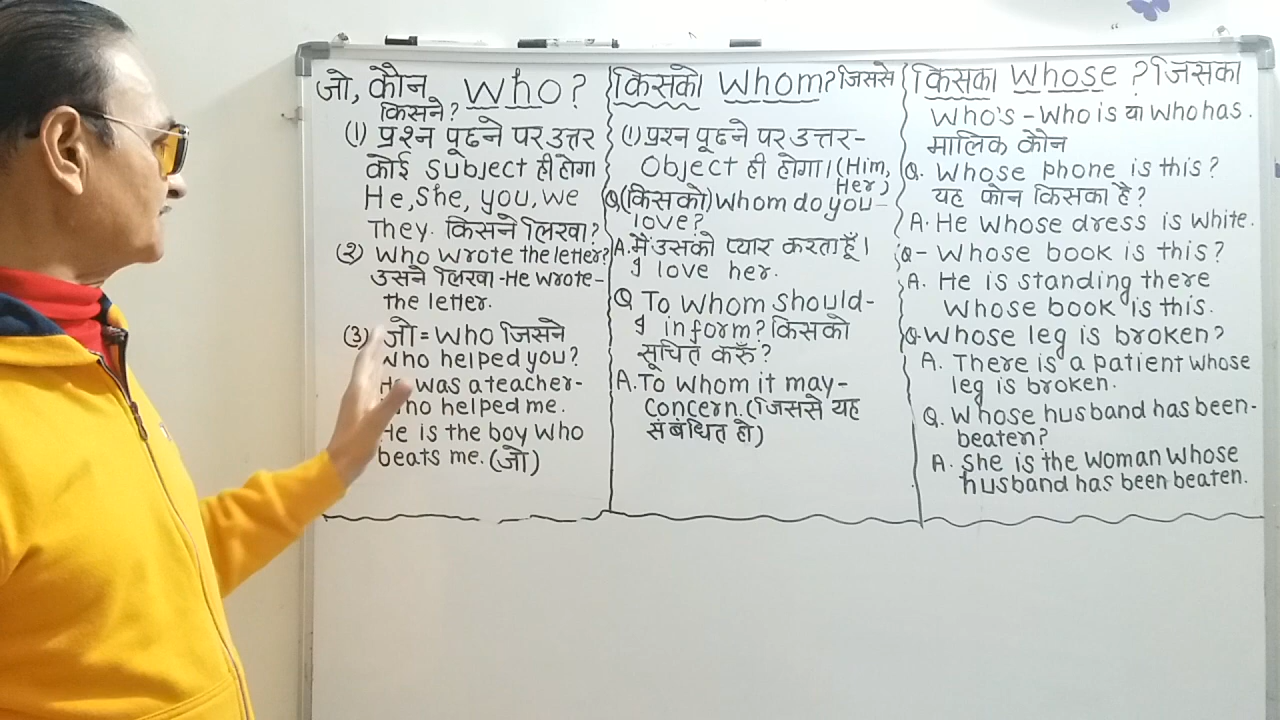 जो, कौन Who?
किसने?
(1) प्रश्न पूछने पर उत्तर
कोई Subject ही होगा
He, She, you, we
They. किसने लिखा?
(2) Who wrote the letter?
उसने लिखा - He wrote-
the letter.
(3) जो = Who जिसने
Who helped you?
He was a teacher-
who helped me.
He is the boy Who
beats me. (जो)
किसको Whom? जिससे
(1) प्रश्न पूछने पर उत्तर-
Object ही होगा। (Him,
Her)
Q. (किसको) Whom do you-
love?
A. मैं उसको प्यार करता हूँ।
I love her.
Q To whom should-
I inform? किसको
सूचित करुँ?
A. To whom it may-
Concern. (जिससे यह
संबंधित हो)
किसका Whose? जिसका
Who's - Who is या Who has.
मालिक कौन
Q. Whose phone is this?
यह फोन किसका है?
A. He whose dress is white.
Q - Whose book is this?
A. He is standing there
whose book is this.
Q. Whose leg is broken?
A. There is a patient whose
leg is broken.
Q. Whose husband has been-
beaten?
A. She is the woman whose
husband has been beaten.